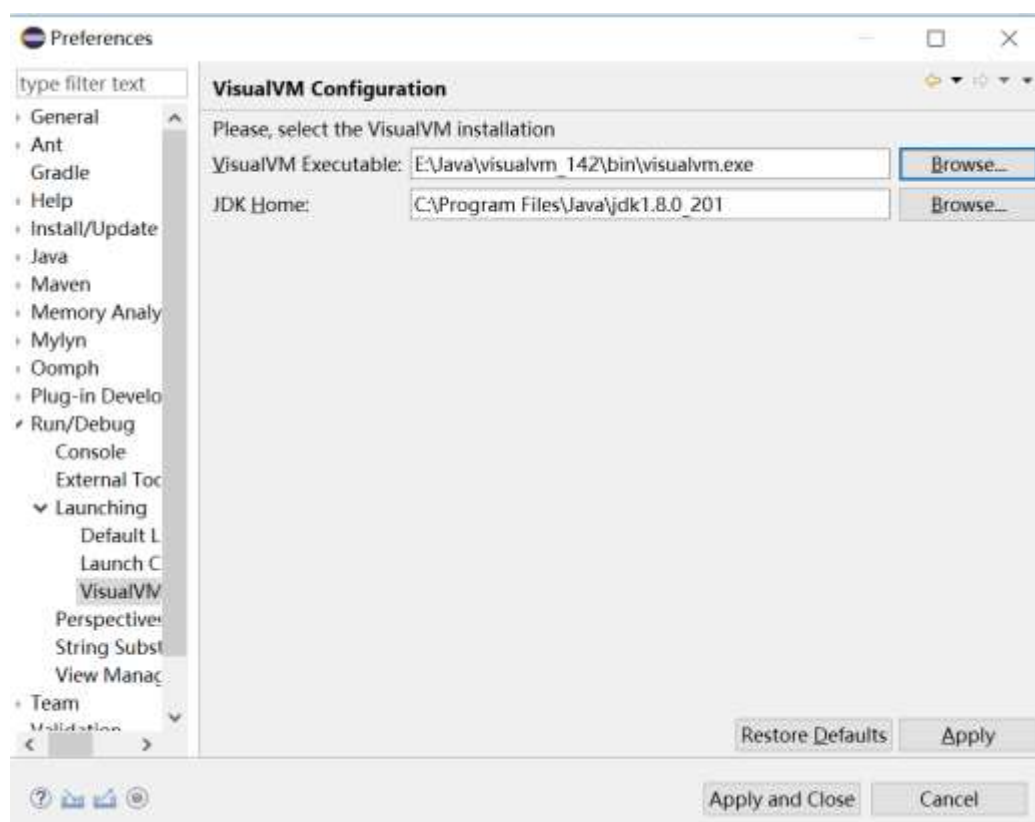 Preferences
type filter text
General
Ant
Gradle
Help
Install/Update
Java
Maven
Memory Analy
Mylyn
Oomph
Plug-in Develo
Run/Debug
Console
External Too
Launching
Default L
Launch C
VisualVM
Perspective
String Subst
View Manag
Team
Validation
VisualVM Configuration
Please, select the VisualVM installation
VisualVM Executable: E:\Java\visualvm_142\bin\visualvm.exe Browse...
JDK Home: C:\Program Files\Java\jdk1.8.0_201 Browse...
Restore Defaults Apply
Apply and Close Cancel